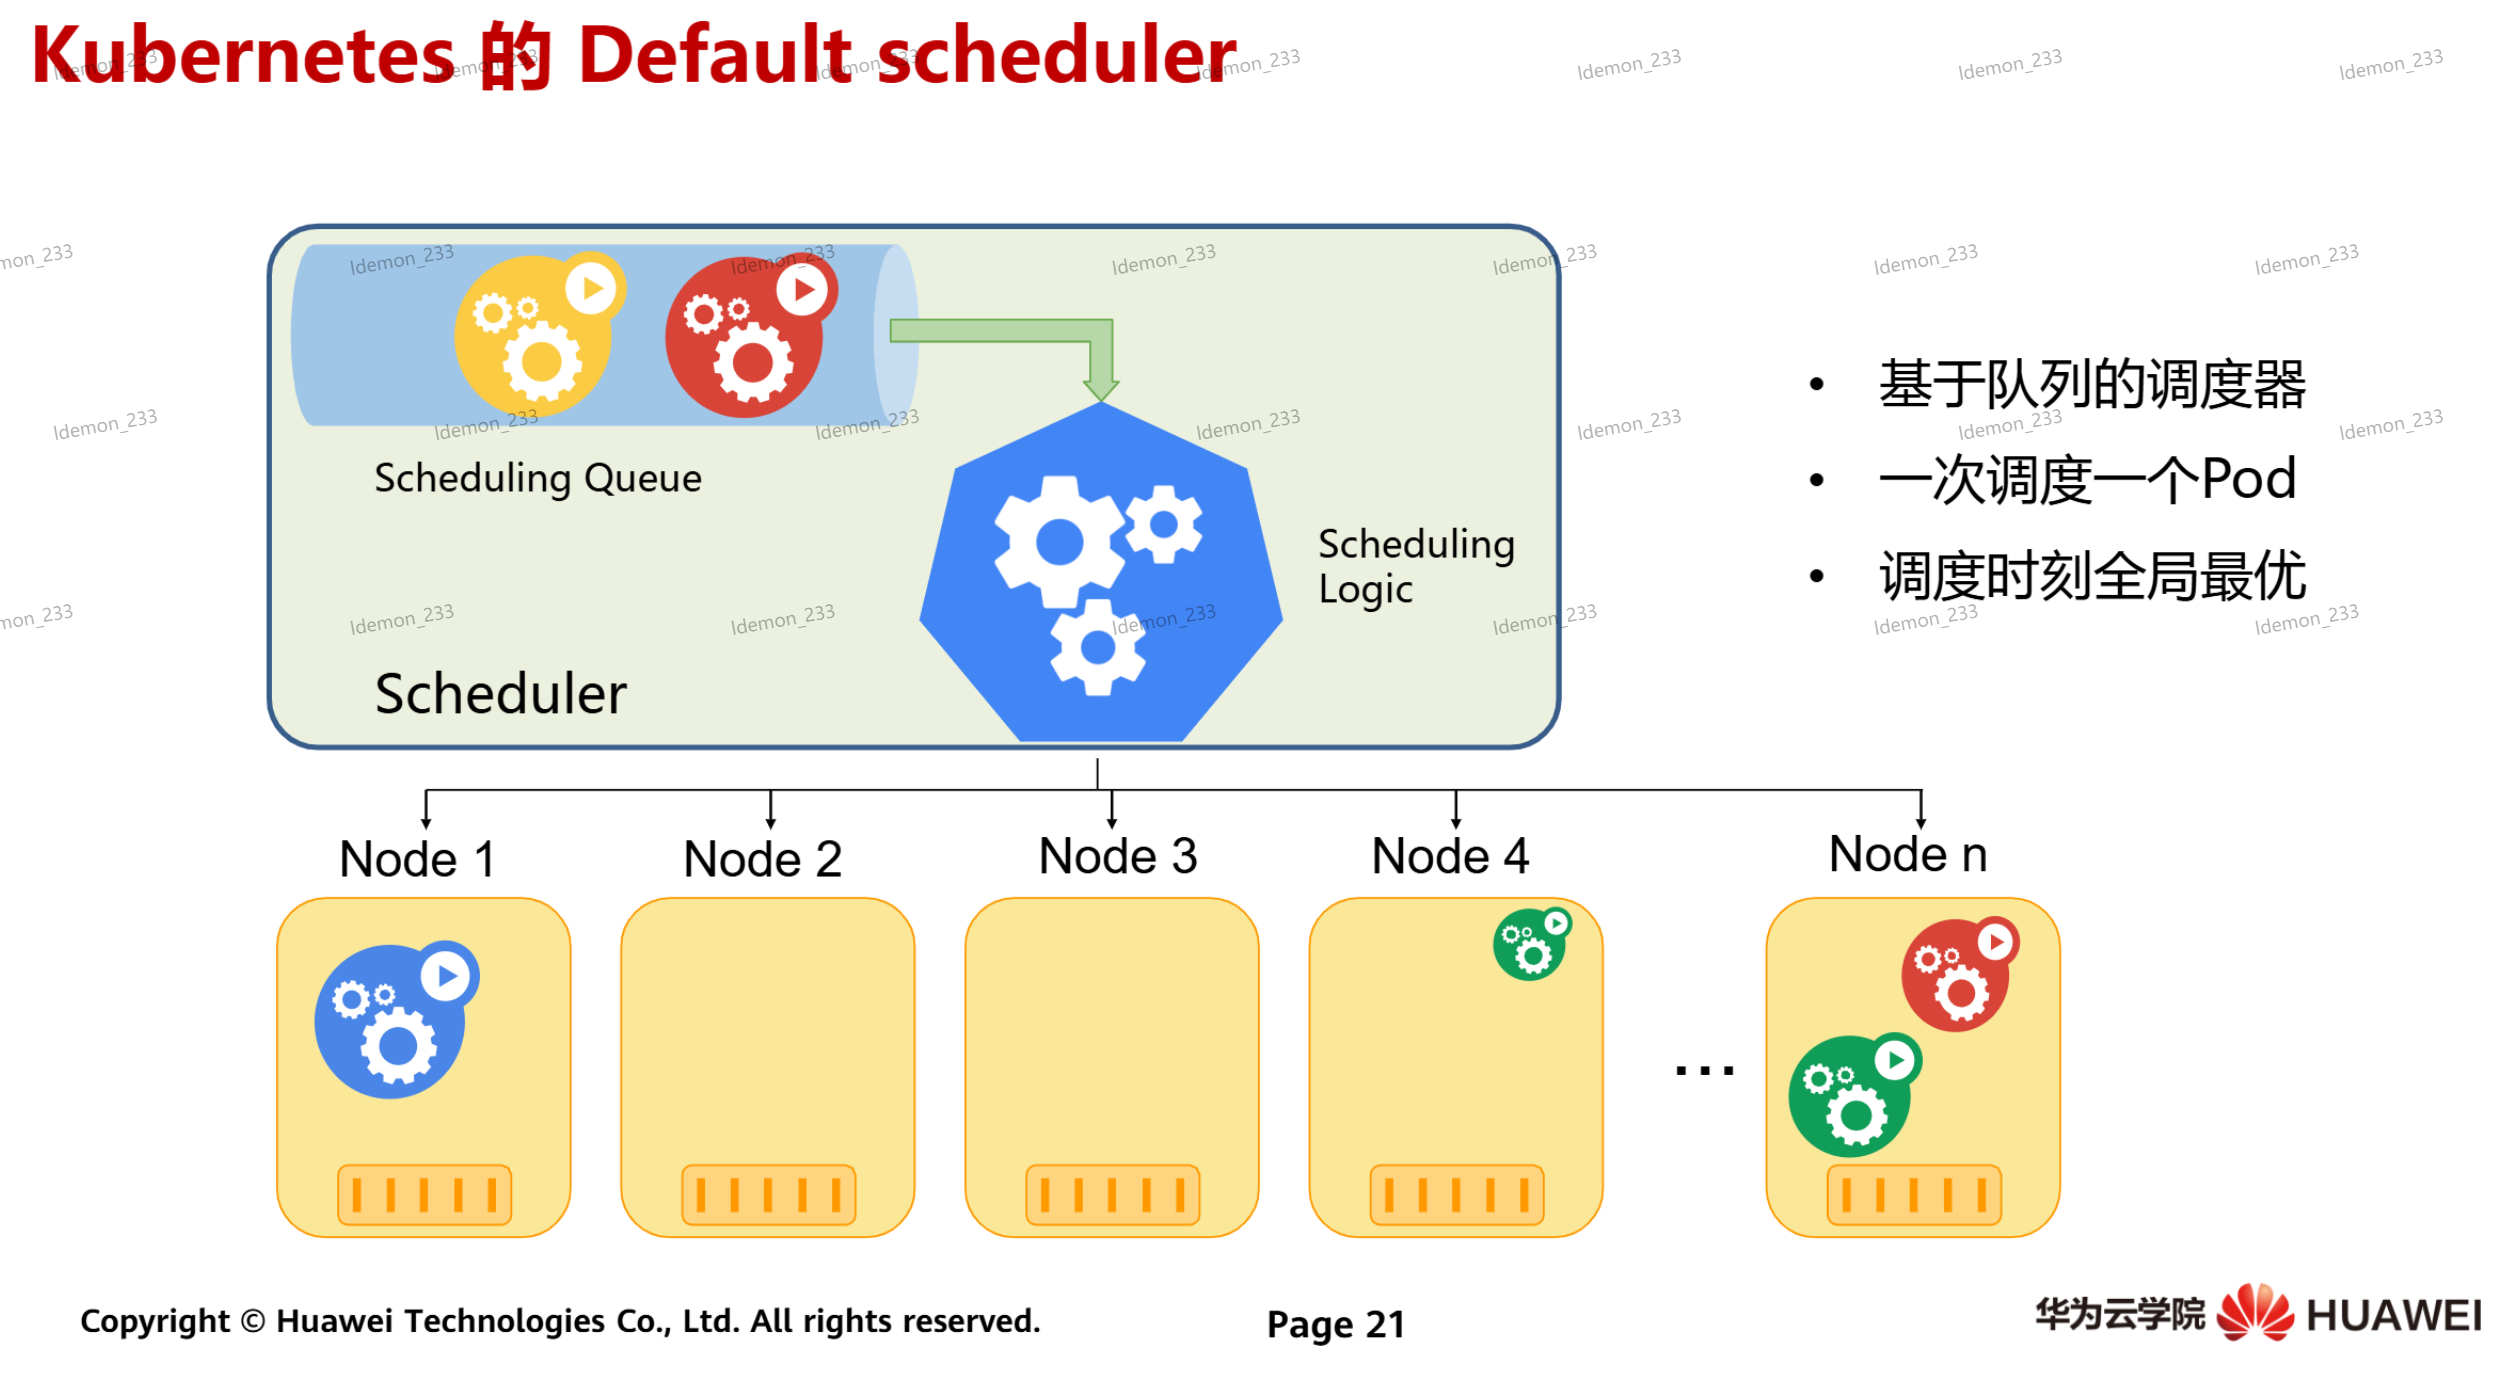 Kubernetes 的 Default scheduler
Scheduling Queue
Scheduling
Logic
Scheduler
• 基于队列的调度器
• 一次调度一个Pod
• 调度时刻全局最优
Node 1
Node 2
Node 3
Node 4
Node n
...
Copyright © Huawei Technologies Co., Ltd. All rights reserved.
Page 21
华为云学院
HUAWEI
ldemon_233